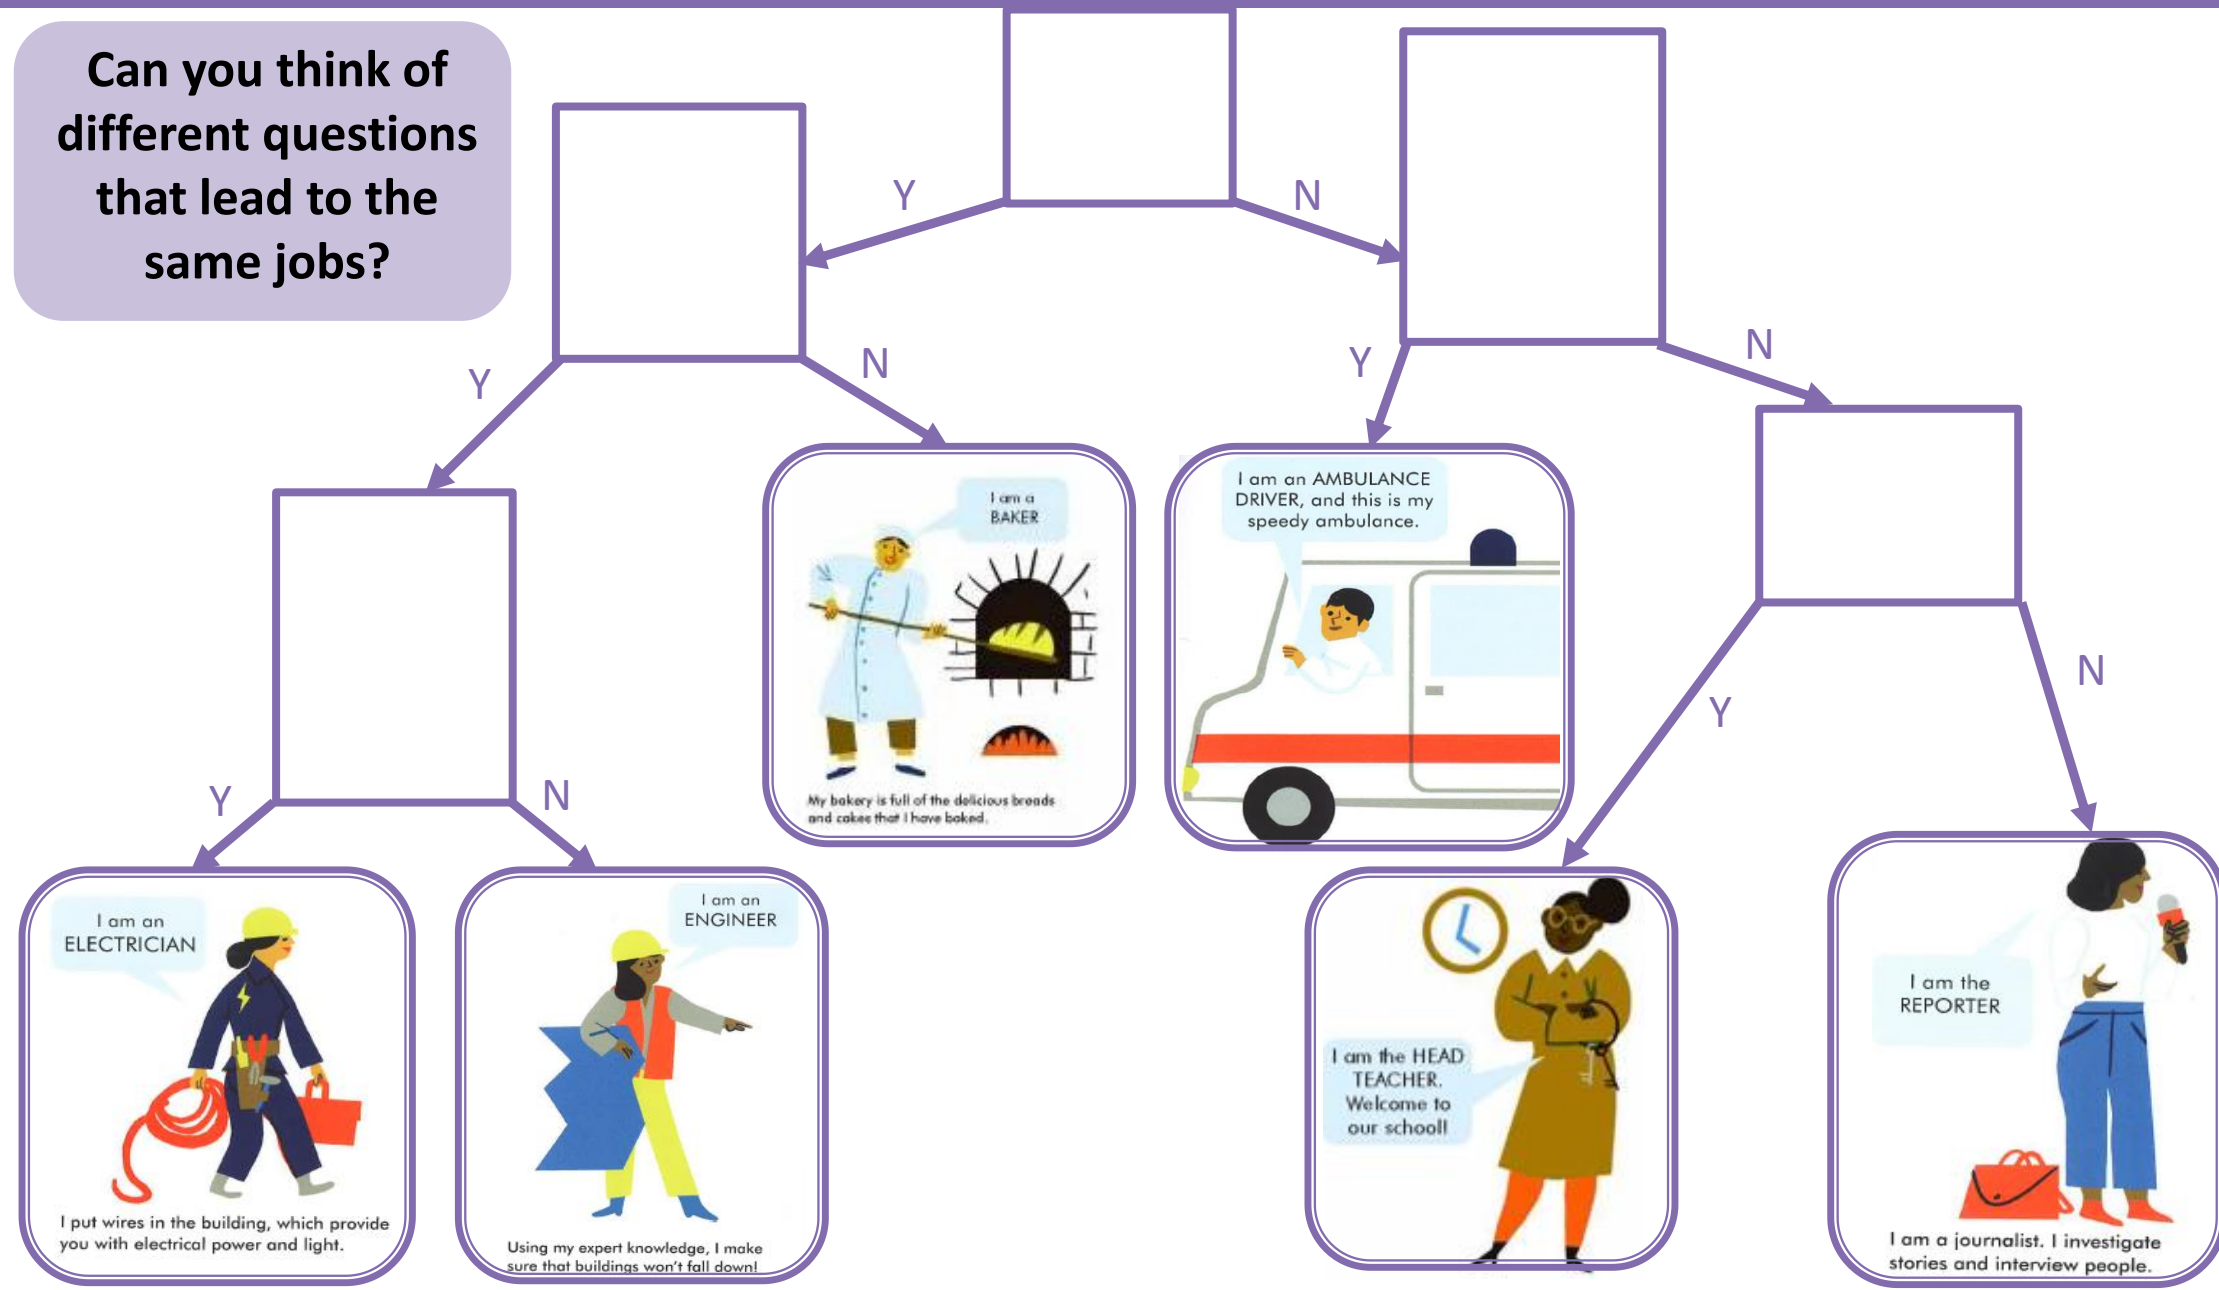 Can you think of
different questions
that lead to the
same jobs?
Y
N
Y
N
Y
N
I am a
BAKER
My bakery is full of the delicious breads
and cakes that I have baked.
I am an AMBULANCE
DRIVER, and this is my
speedy ambulance.
Y
N
Y
N
I am an
ELECTRICIAN
I put wires in the building, which provide
you with electrical power and light.
I am an
ENGINEER
Using my expert knowledge, I make
sure that buildings won't fall down!
I am the HEAD
TEACHER.
Welcome to
our school!
I am the
REPORTER
I am a journalist. I investigate
stories and interview people.